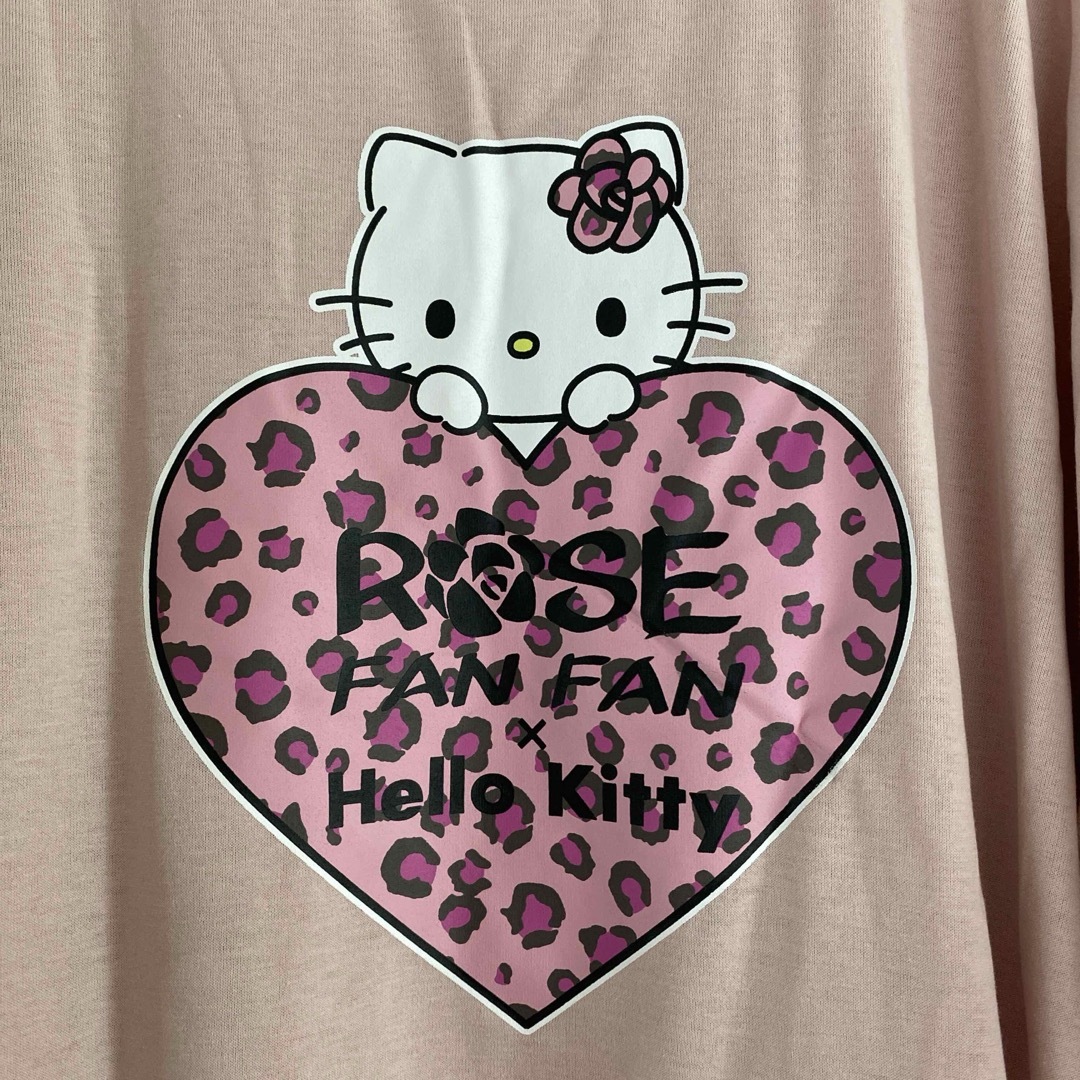 ROSE
FAN FAN
×
Hello Kitty